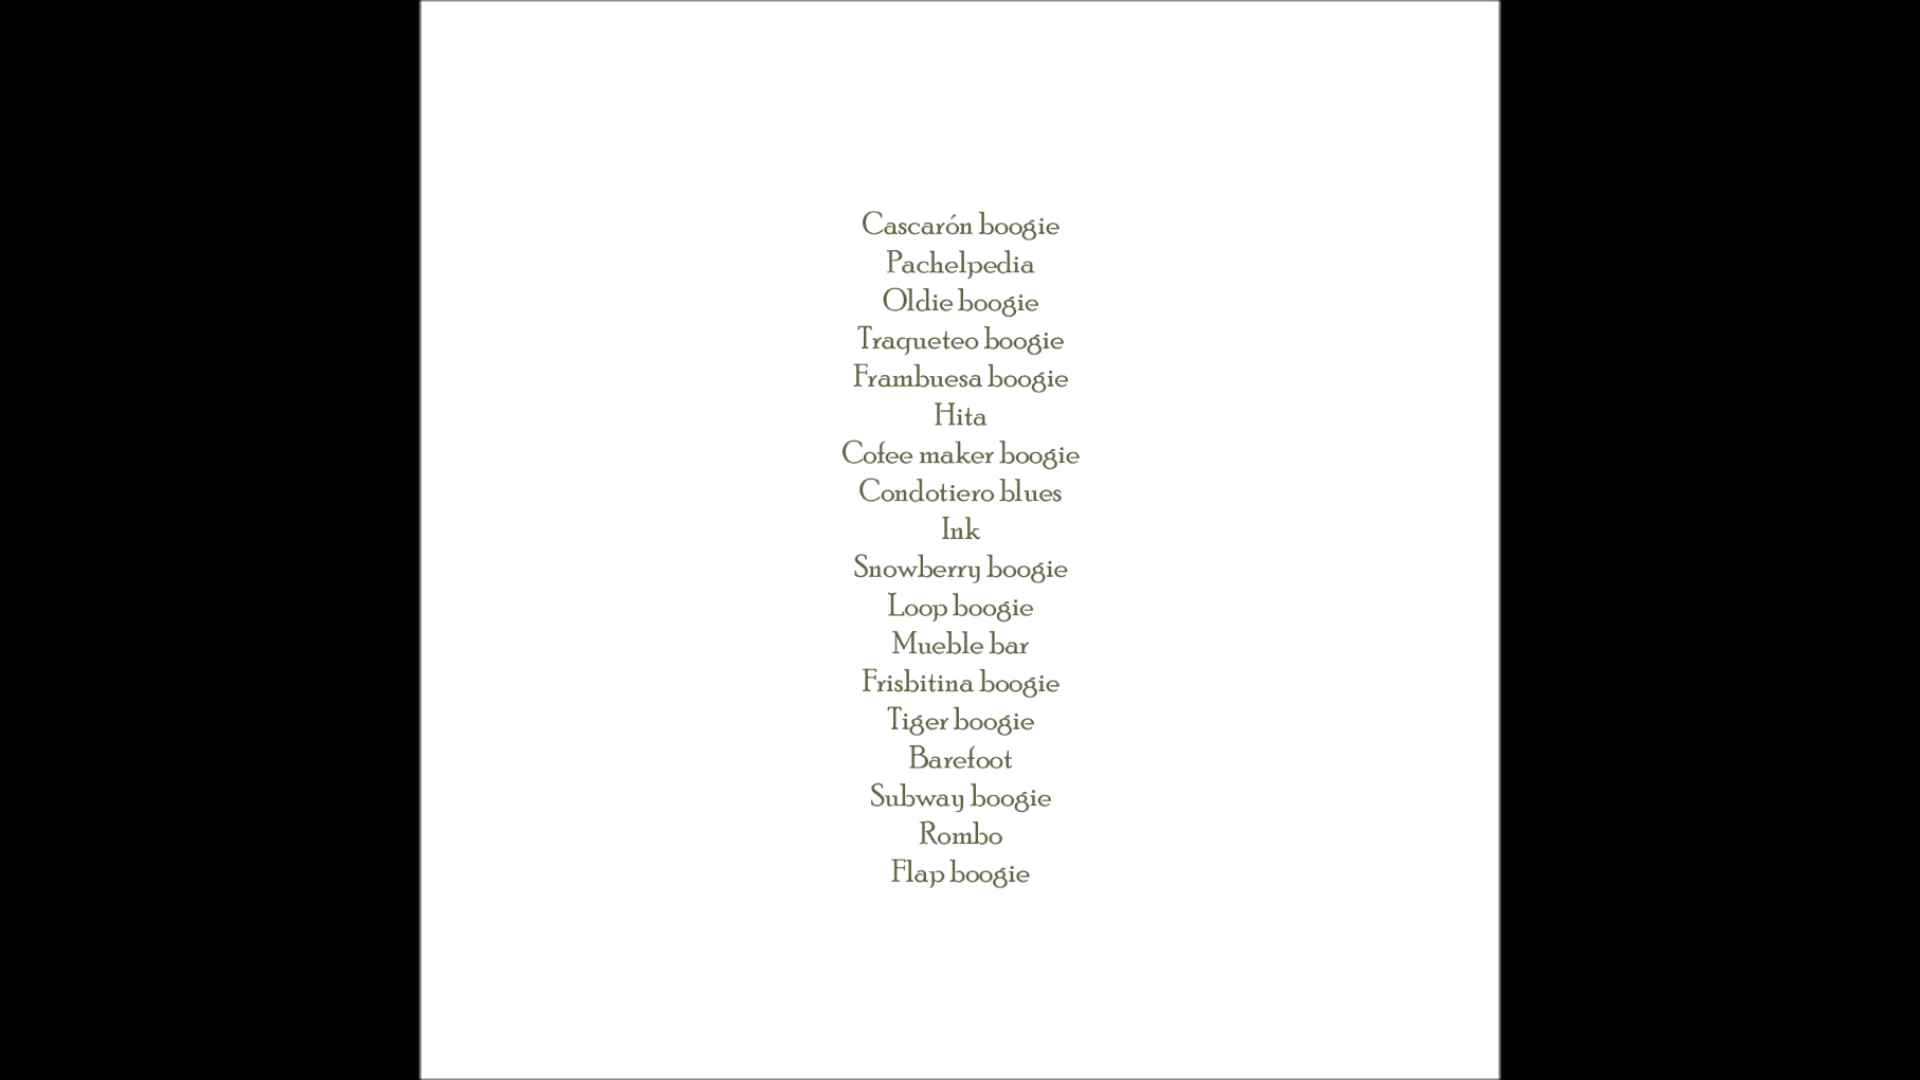 Cascarón boogie
Pachelpedia
Oldie boogie
Traqueteo boogie
Frambuesa boogie
Hita
Cofee maker boogie
Condotiero blues
Ink
Snowberry boogie
Loop boogie
Mueble bar
Frisbitina boogie
Tiger boogie
Barefoot
Subway boogie
Rombo
Flap boogie